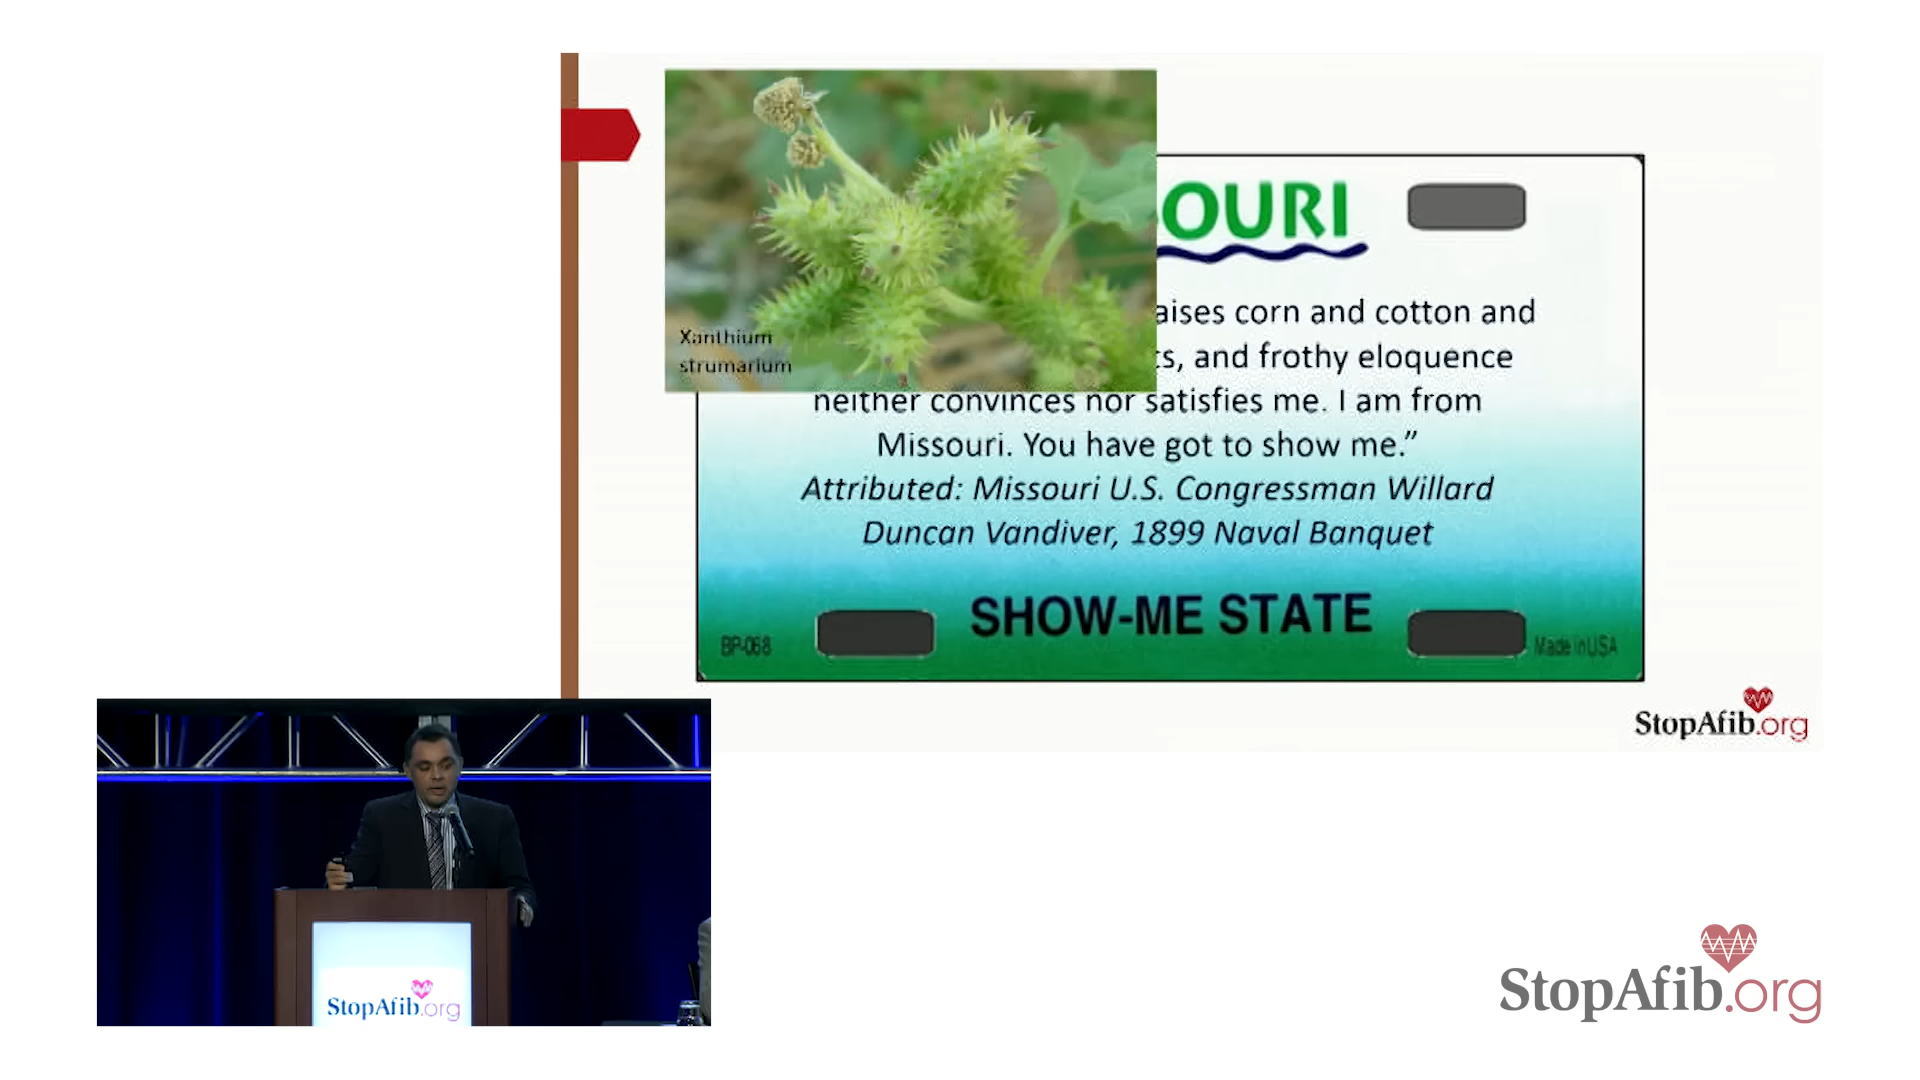 OURI
aises corn and cotton and
s, and frothy eloquence
neither convinces nor satisfies me. I am from
Missouri. You have got to show me.”
Attributed: Missouri U.S. Congressman Willard
Duncan Vandiver, 1899 Naval Banquet
SHOW-ME STATE
BP-068
Made in USA
Xanthium
strumarium
StopAfib.org
StopAfib.org
StopAfib.org